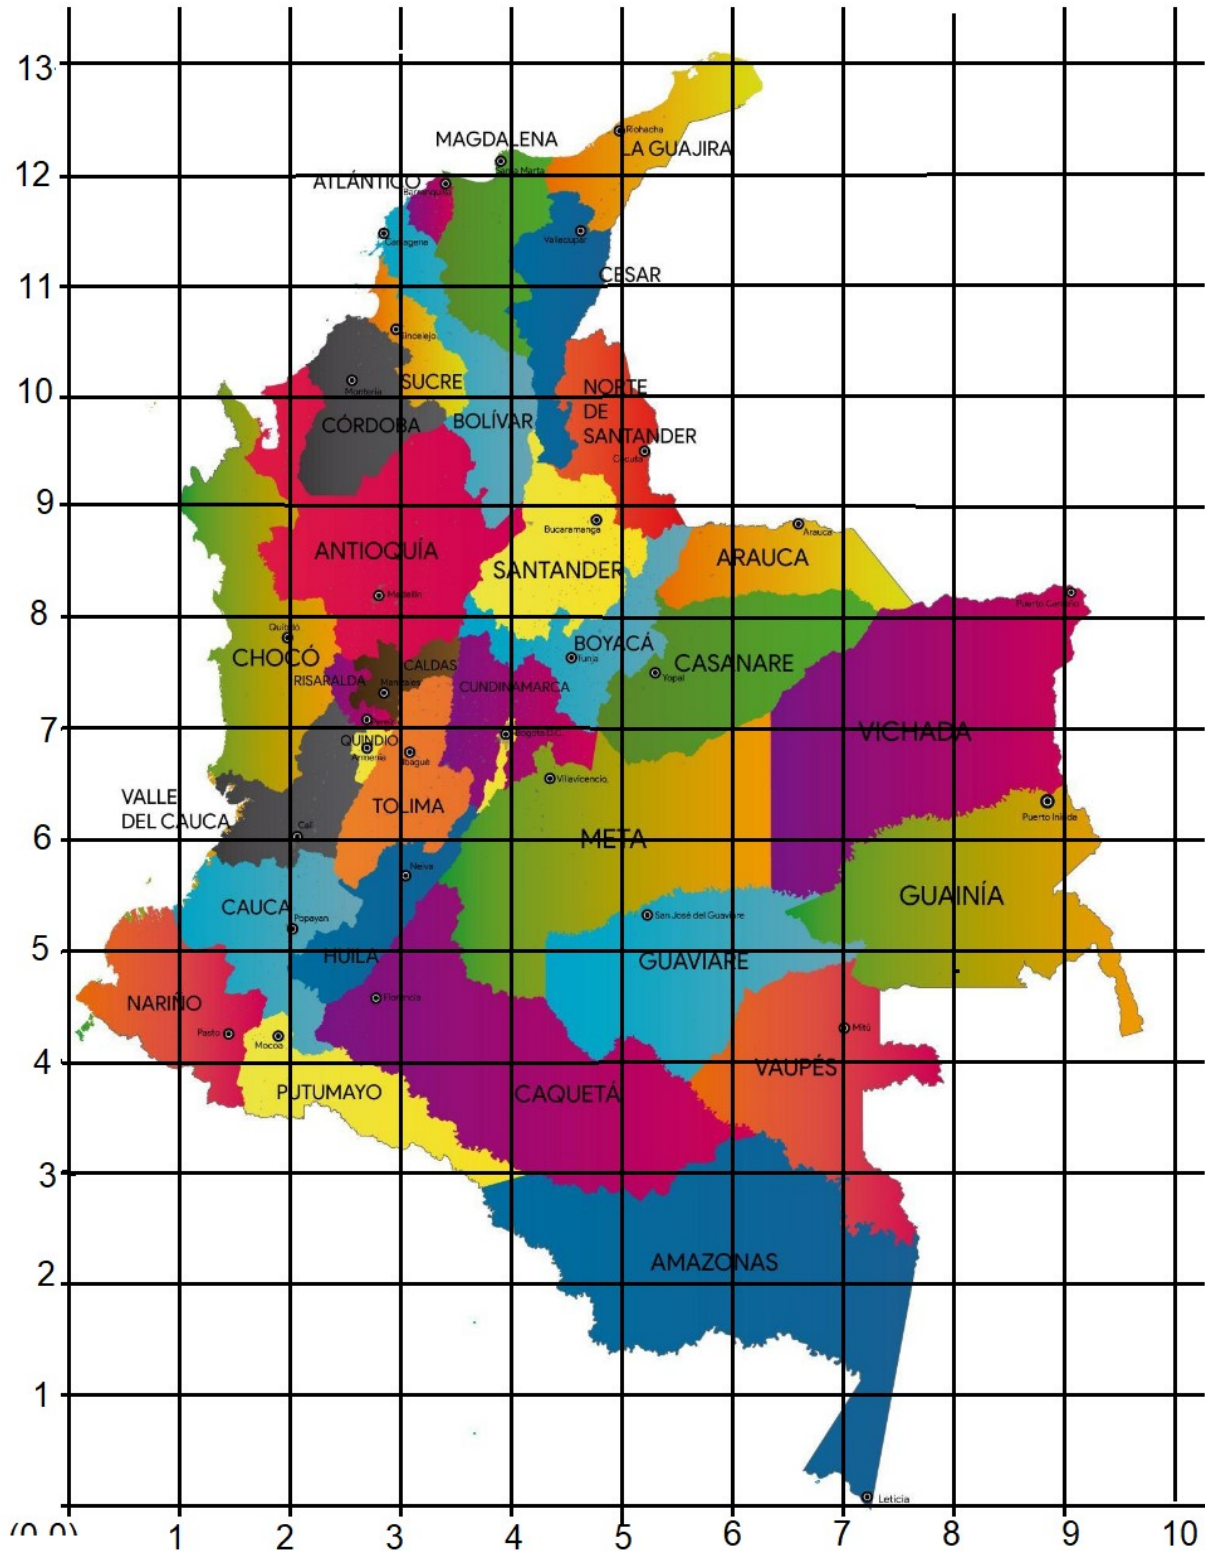 13
Riohacha
MAGDALENA
LA GUAJIRA
Santa Marta
12
ATLÁNTICO
Valledupar
Cartagena
CESAR
11
Sincelejo
SUCRE
NORTE
10
Montería
DE
CÓRDOBA
BOLÍVAR
SANTANDER
Cúcuta
9
Bucaramanga
Arauca
ANTIOQUÍA
SANTANDER
ARAUCA
Medellín
Puerto Carreño
8
Quibdó
CHOCÓ
BOYACÁ
Tunja
CASANARE
CALDAS
RISARALDA
Manizales
CUNDINAMARCA
Yopal
7
Pereira
Bogotá D.C.
VICHADA
QUINDIO
Armenia
Ibagué
Villavicencio
VALLE
DEL CAUCA
TOLIMA
Puerto Inírida
Cali
6
META
Neiva
GUAINÍA
CAUCA
Popayan
San José del Guaviare
5
HUILA
GUAVIARE
NARIÑO
Florencia
Pasto
Mocoa
Mitú
4
VAUPÉS
PUTUMAYO
CAQUETÁ
3
2
AMAZONAS
1
Leticia
1 2 3 4 5 6 7 8 9 10